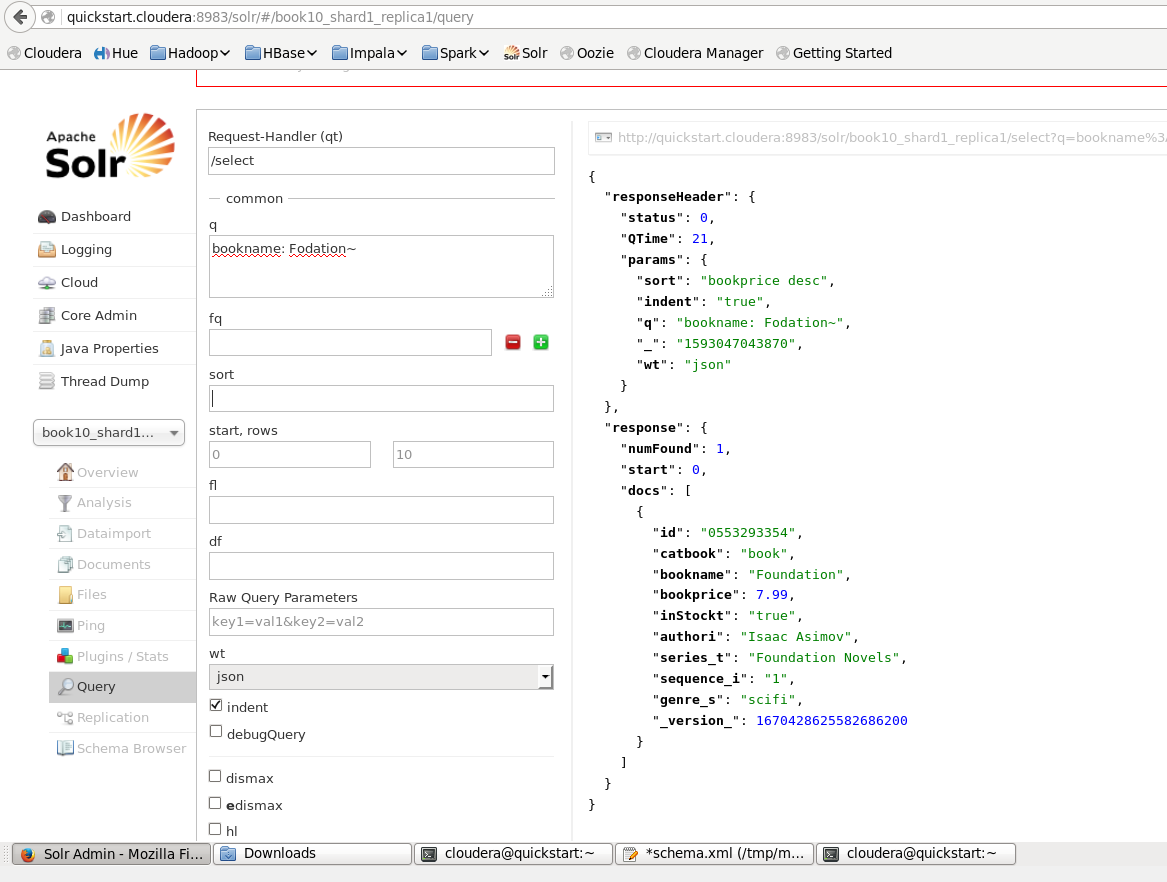 quickstart.cloudera:8983/solr/#/book10_shard1_replica1/query
Cloudera Hue Hadoop HBase Impala Spark Solr Oozie Cloudera Manager Getting Started
Apache
Solr
Dashboard
Logging
Cloud
Core Admin
Java Properties
Thread Dump
book10_shard1...
Overview
Analysis
Dataimport
Documents
Files
Ping
Plugins / Stats
Query
Replication
Schema Browser
Request-Handler (qt)
/select
common
q
bookname: Fodation~
fq
sort
start, rows
0 10
fl
df
Raw Query Parameters
key1=val1&key2=val2
wt
json
indent
debugQuery
dismax
edismax
hl
http://quickstart.cloudera:8983/solr/book10_shard1_replica1/select?q=bookname%3
{
"responseHeader": {
"status": 0,
"QTime": 21,
"params": {
"sort": "bookprice desc",
"indent": "true",
"q": "bookname: Fodation~",
"_": "1593047043870",
"wt": "json"
}
},
"response": {
"numFound": 1,
"start": 0,
"docs": [
{
"id": "0553293354",
"catbook": "book",
"bookname": "Foundation",
"bookprice": 7.99,
"inStockt": "true",
"authori": "Isaac Asimov",
"series_t": "Foundation Novels",
"sequence_i": "1",
"genre_s": "scifi",
"_version_": 1670428625582686200
}
]
}
}
Solr Admin - Mozilla Fi... Downloads cloudera@quickstart:~ *schema.xml (/tmp/m... cloudera@quickstart:~